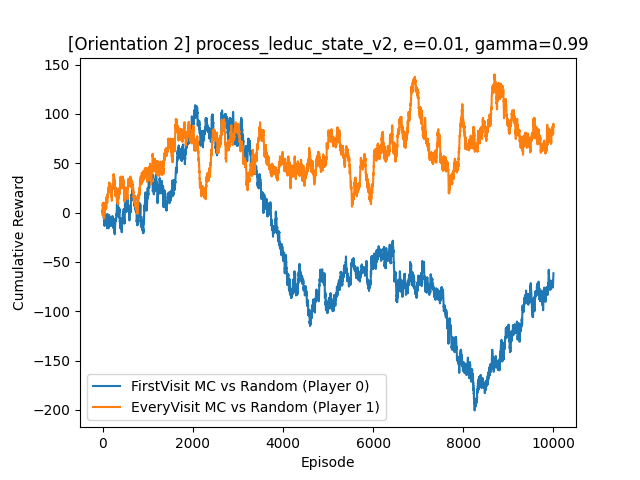 [Orientation 2] process_leduc_state_v2, e=0.01, gamma=0.99
150
100
50
0
−50
−100
−150
−200
Cumulative Reward
FirstVisit MC vs Random (Player 0)
EveryVisit MC vs Random (Player 1)
0
2000
4000
6000
8000
10000
Episode